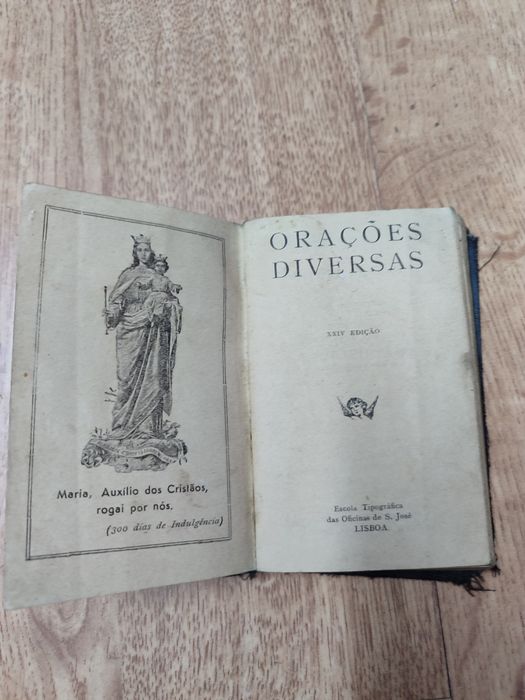 Maria, Auxílio dos Cristãos,
rogai por nós.
(300 dias de Indulgência)
ORAÇÕES
DIVERSAS
XXIV EDIÇÃO
Escola Tipográfica
das Oficinas de S. José
LISBOA